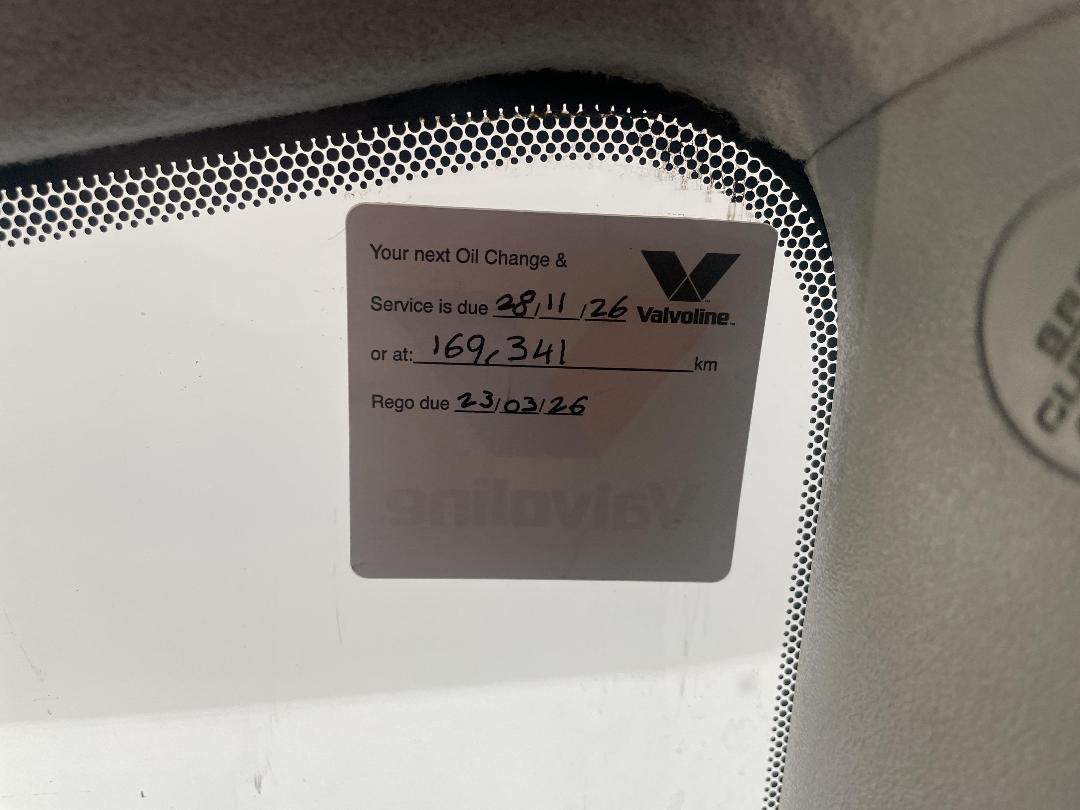 Your next Oil Change &
Service is due 28/11/26
Valvoline™
or at: 169,341 km
Rego due 23/03/26
Valvoline